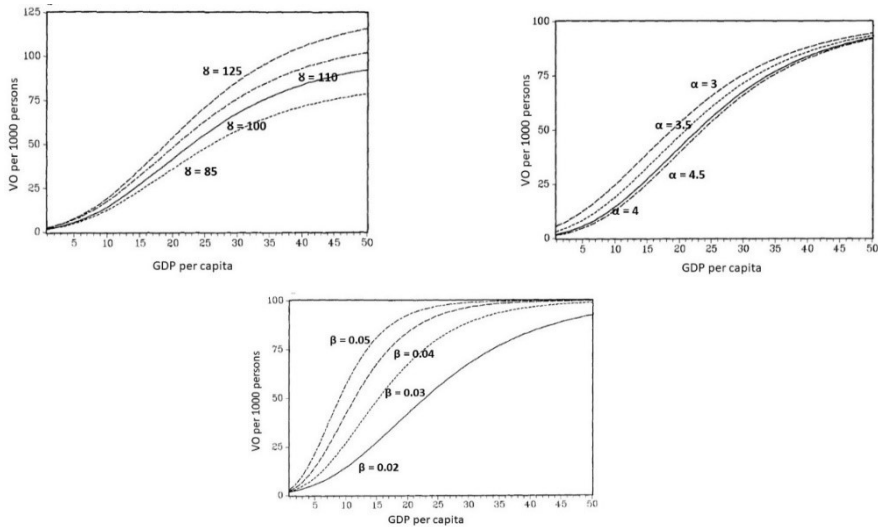 125
100
75
50
25
0
VO per 1000 persons
ɣ = 125
ɣ = 110
ɣ = 100
ɣ = 85
5 10 15 20 25 30 35 40 45 50
GDP per capita
100
75
50
25
0
VO per 1000 persons
α = 3
α = 3.5
α = 4.5
α = 4
5 10 15 20 25 30 35 40 45 50
GDP per capita
100
75
50
25
0
VO per 1000 persons
β = 0.05
β = 0.04
β = 0.03
β = 0.02
5 10 15 20 25 30 35 40 45 50
GDP per capita